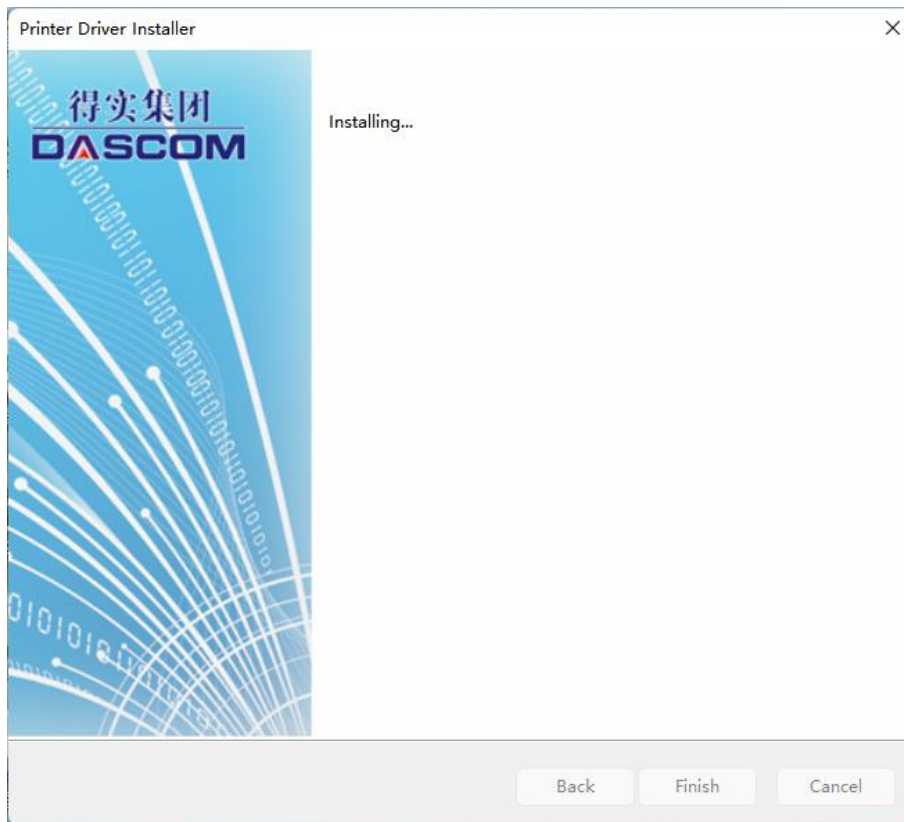 Printer Driver Installer
得实集团
DASCOM
Installing...
Back
Finish
Cancel